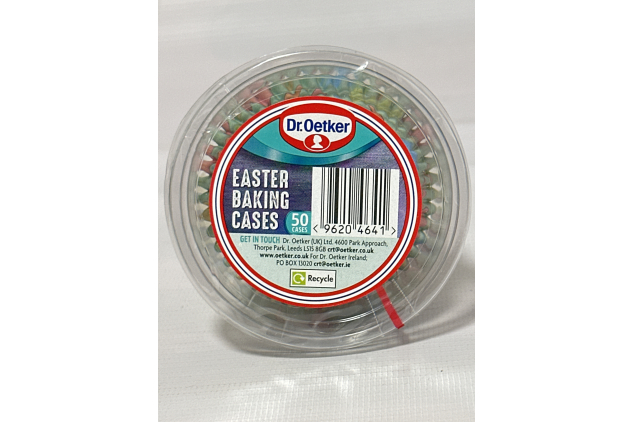 Dr.Oetker
EASTER
BAKING
CASES
50
CASES
< 9620 4641 >
GET IN TOUCH Dr. Oetker (UK) Ltd. 4600 Park Approach,
Thorpe Park, Leeds LS15 8GB crt@oetker.co.uk
www.oetker.co.uk For Dr. Oetker Ireland;
PO BOX 15020 crt@oetker.ie
Recycle